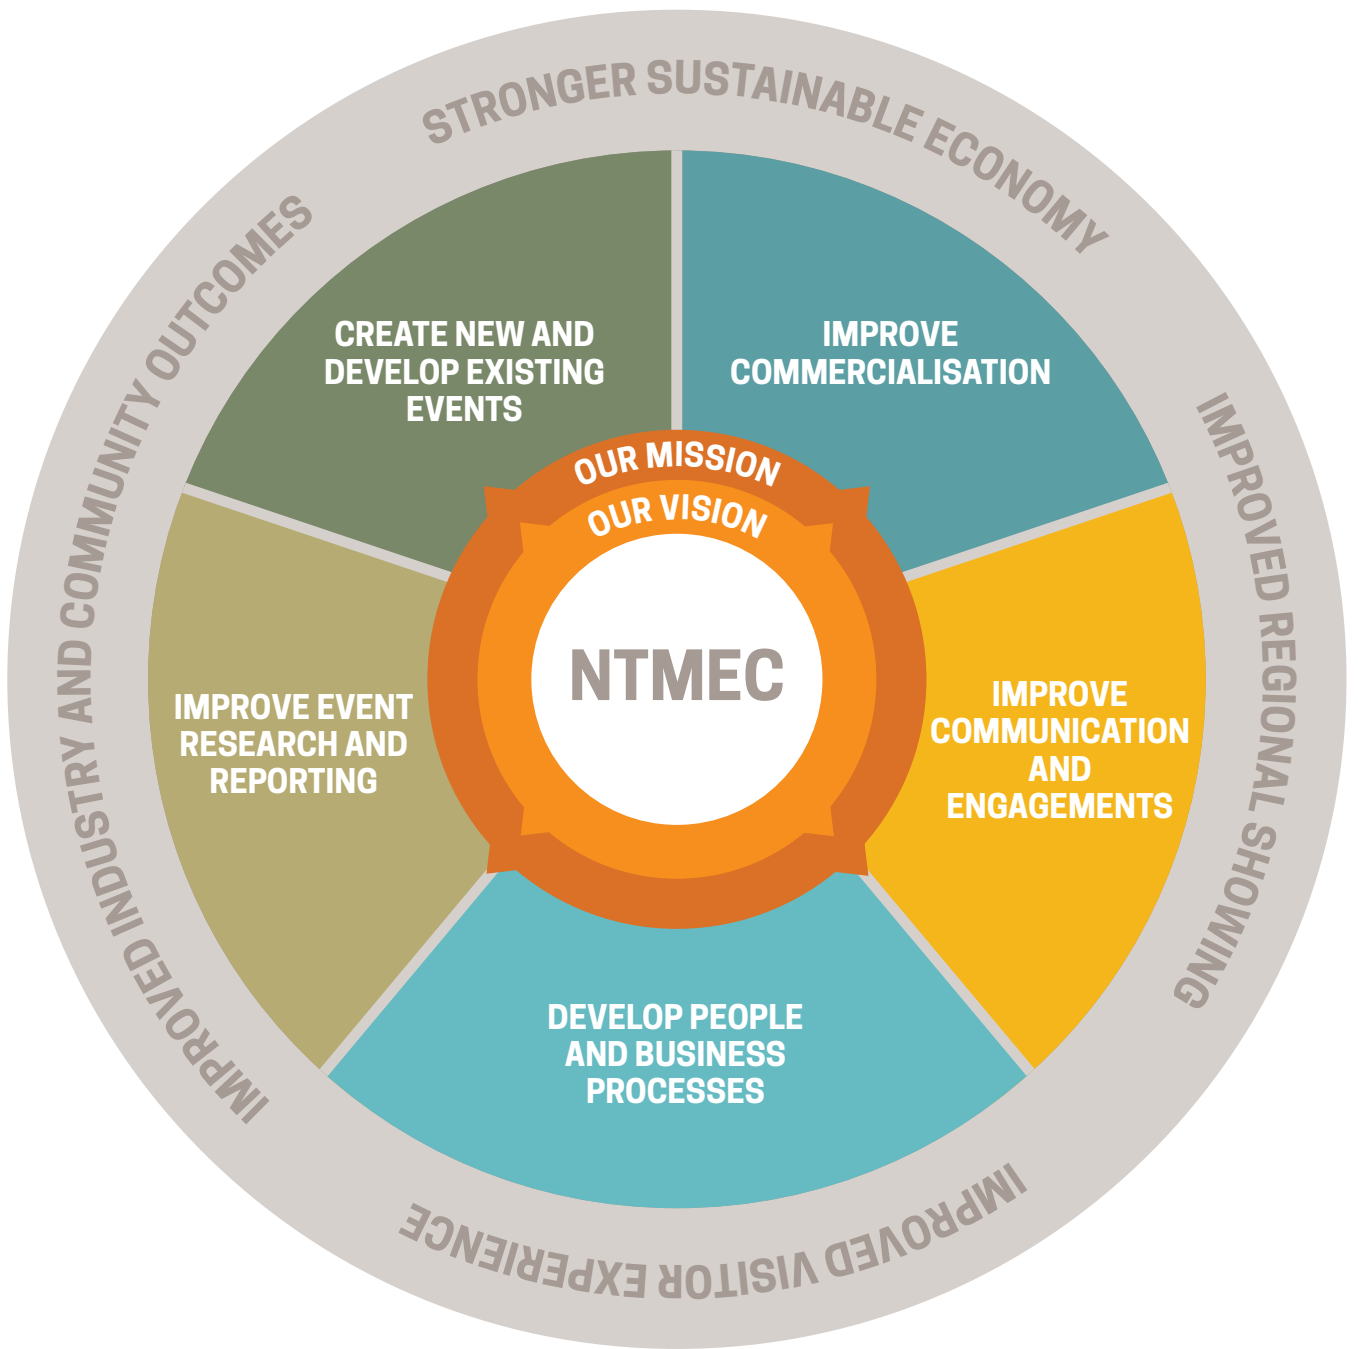 STRONGER SUSTAINABLE ECONOMY
IMPROVED REGIONAL SHOWING
IMPROVED VISITOR EXPERIENCE
IMPROVED INDUSTRY AND COMMUNITY OUTCOMES
CREATE NEW AND
DEVELOP EXISTING
EVENTS
IMPROVE
COMMERCIALISATION
IMPROVE
COMMUNICATION
AND
ENGAGEMENTS
DEVELOP PEOPLE
AND BUSINESS
PROCESSES
IMPROVE EVENT
RESEARCH AND
REPORTING
OUR MISSION
OUR VISION
NTMEC